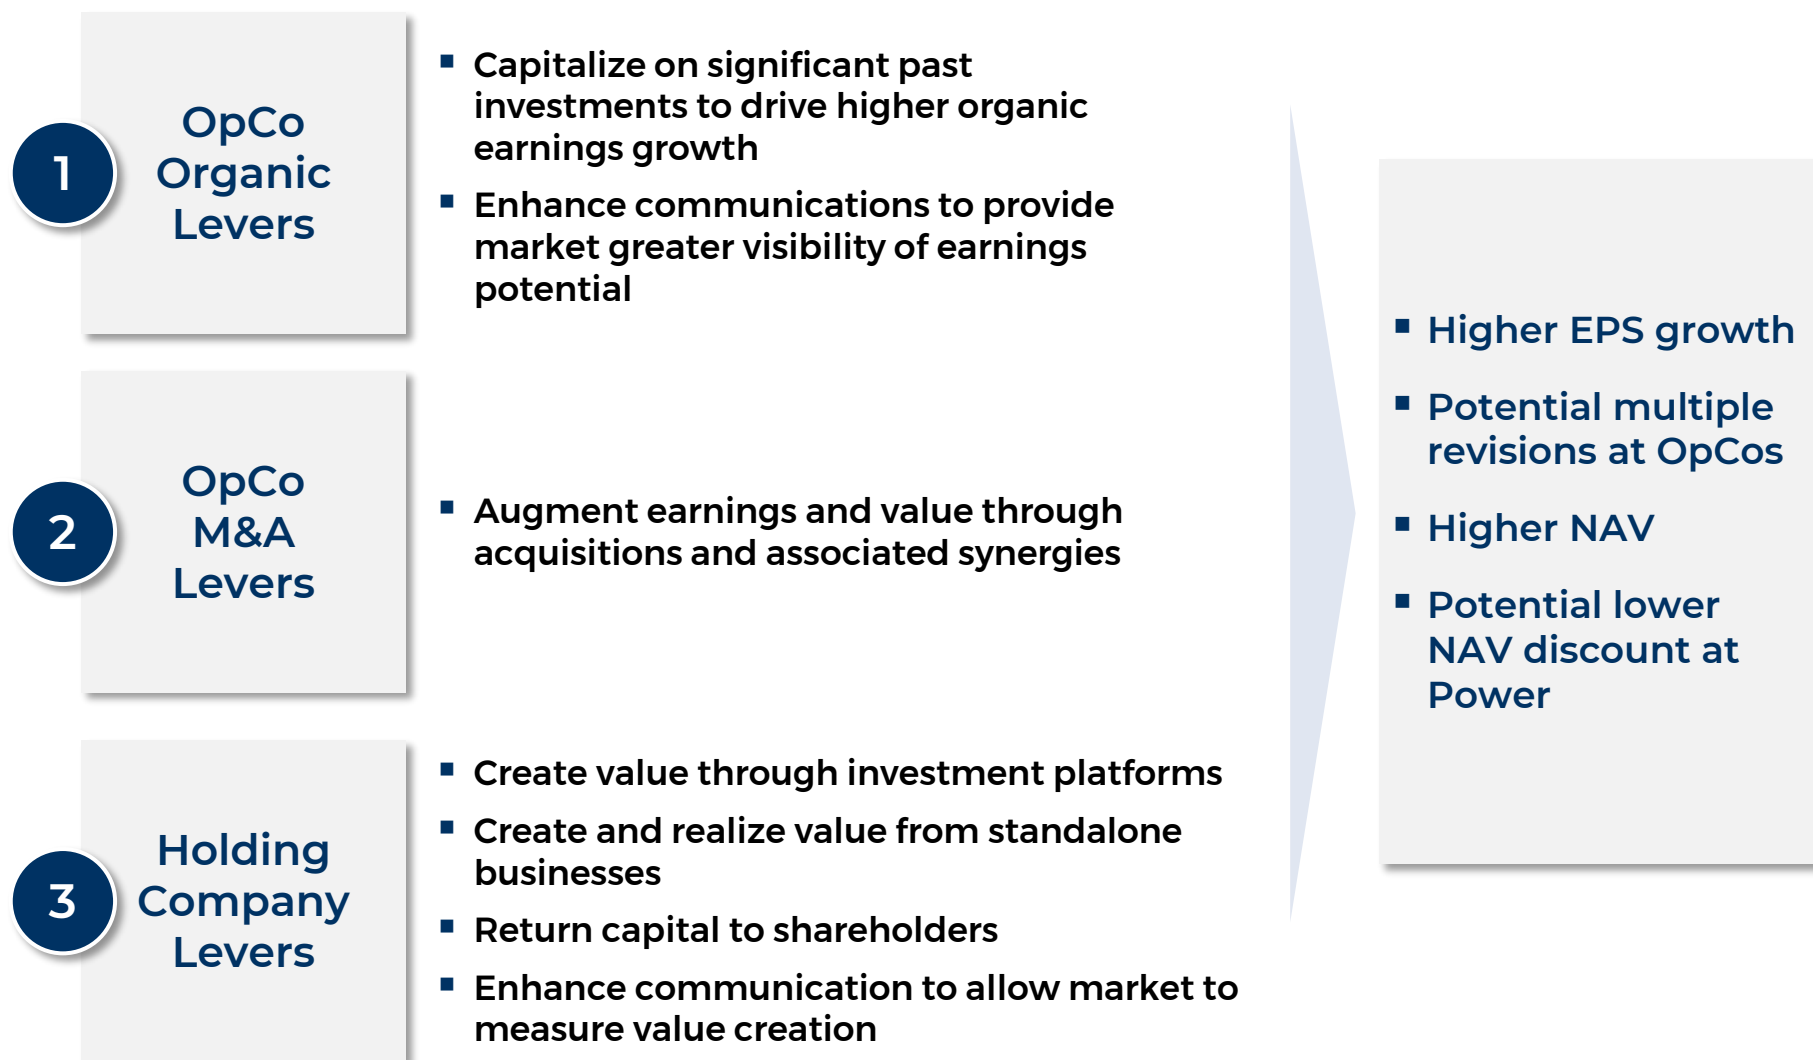 1
OpCo
Organic
Levers
▪ Capitalize on significant past
investments to drive higher organic
earnings growth
▪ Enhance communications to provide
market greater visibility of earnings
potential
2
OpCo
M&A
Levers
▪ Augment earnings and value through
acquisitions and associated synergies
3
Holding
Company
Levers
▪ Create value through investment platforms
▪ Create and realize value from standalone
businesses
▪ Return capital to shareholders
▪ Enhance communication to allow market to
measure value creation
▪ Higher EPS growth
▪ Potential multiple
revisions at OpCos
▪ Higher NAV
▪ Potential lower
NAV discount at
Power